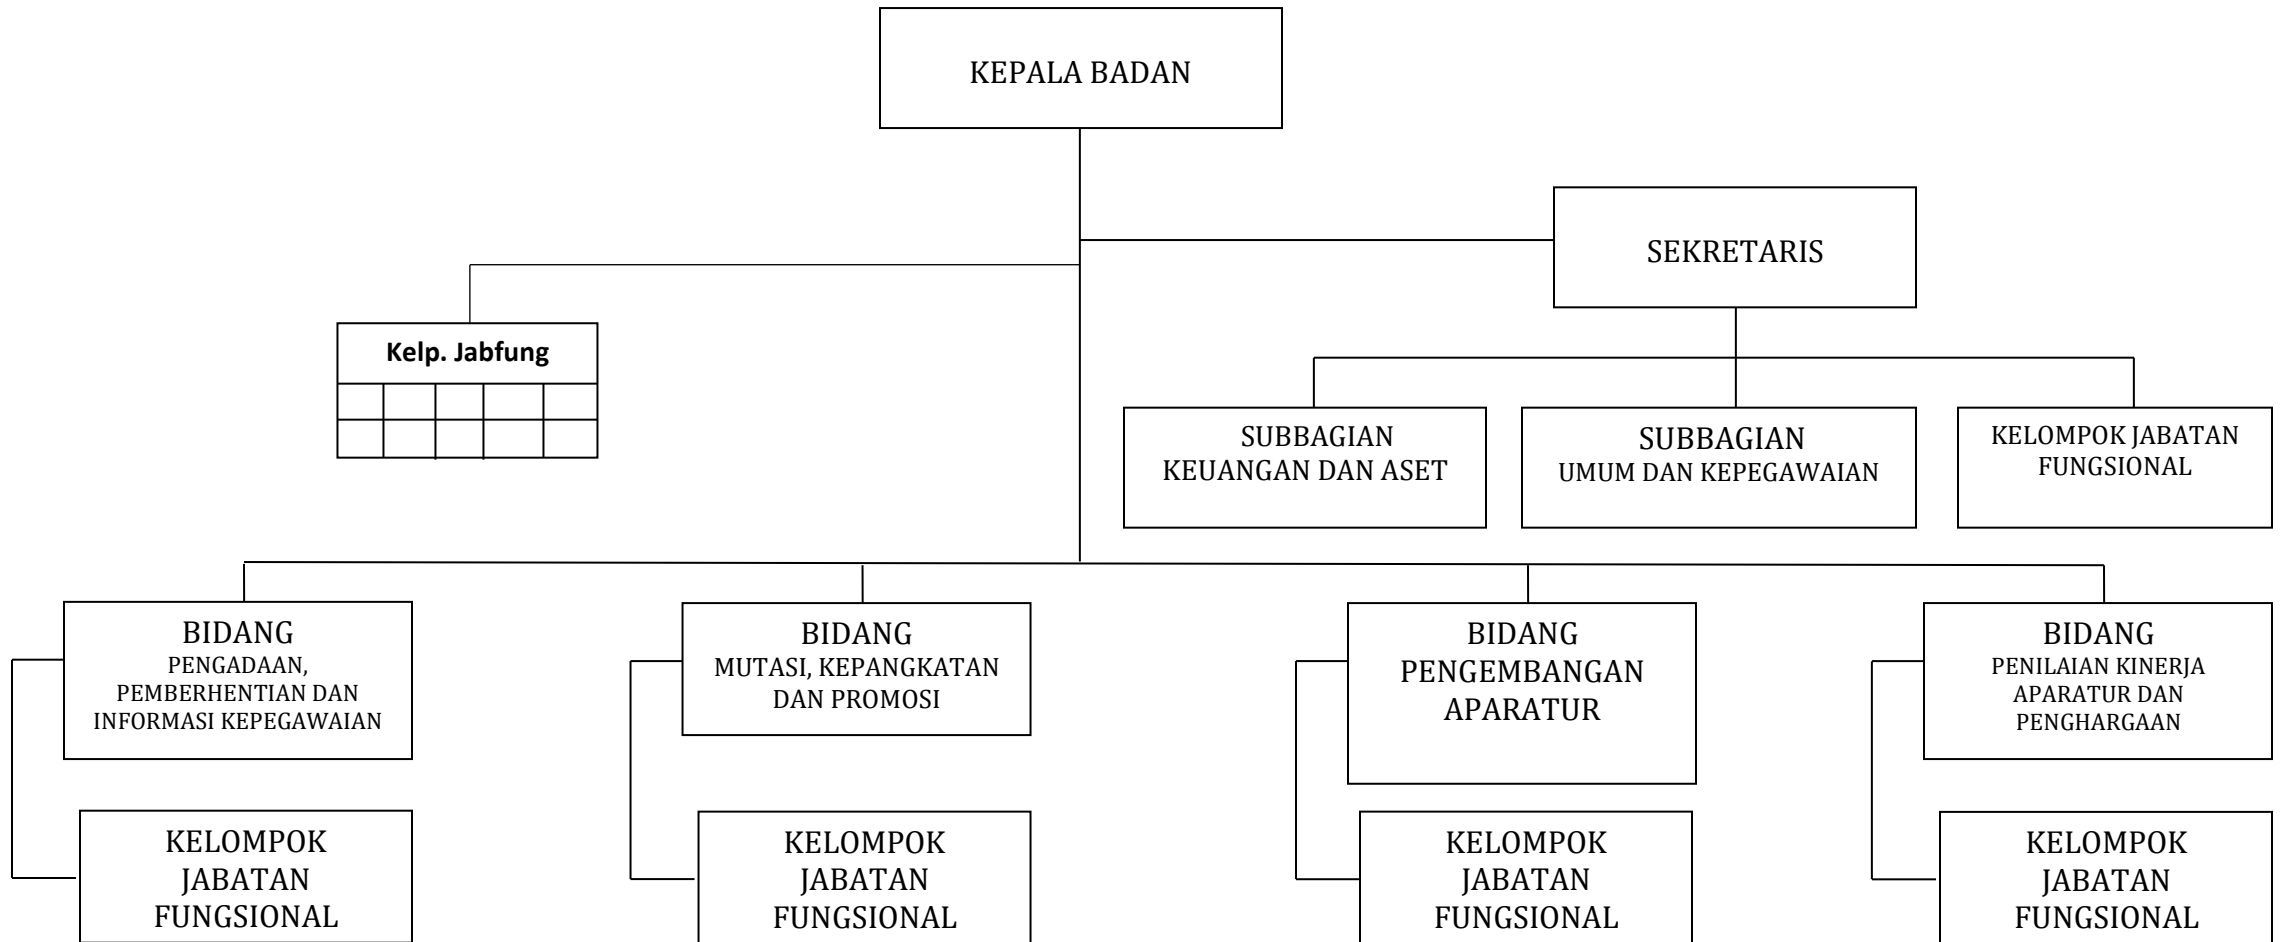 KEPALA BADAN
SEKRETARIS
Kelp. Jabfung
SUBBAGIAN
KEUANGAN DAN ASET
SUBBAGIAN
UMUM DAN KEPEGAWAIAN
KELOMPOK JABATAN
FUNGSIONAL
BIDANG
PENGADAAN,
PEMBERHENTIAN DAN
INFORMASI KEPEGAWAIAN
BIDANG
MUTASI, KEPANGKATAN
DAN PROMOSI
BIDANG
PENGEMBANGAN
APARATUR
BIDANG
PENILAIAN KINERJA
APARATUR DAN
PENGHARGAAN
KELOMPOK
JABATAN
FUNGSIONAL
KELOMPOK
JABATAN
FUNGSIONAL
KELOMPOK
JABATAN
FUNGSIONAL
KELOMPOK
JABATAN
FUNGSIONAL